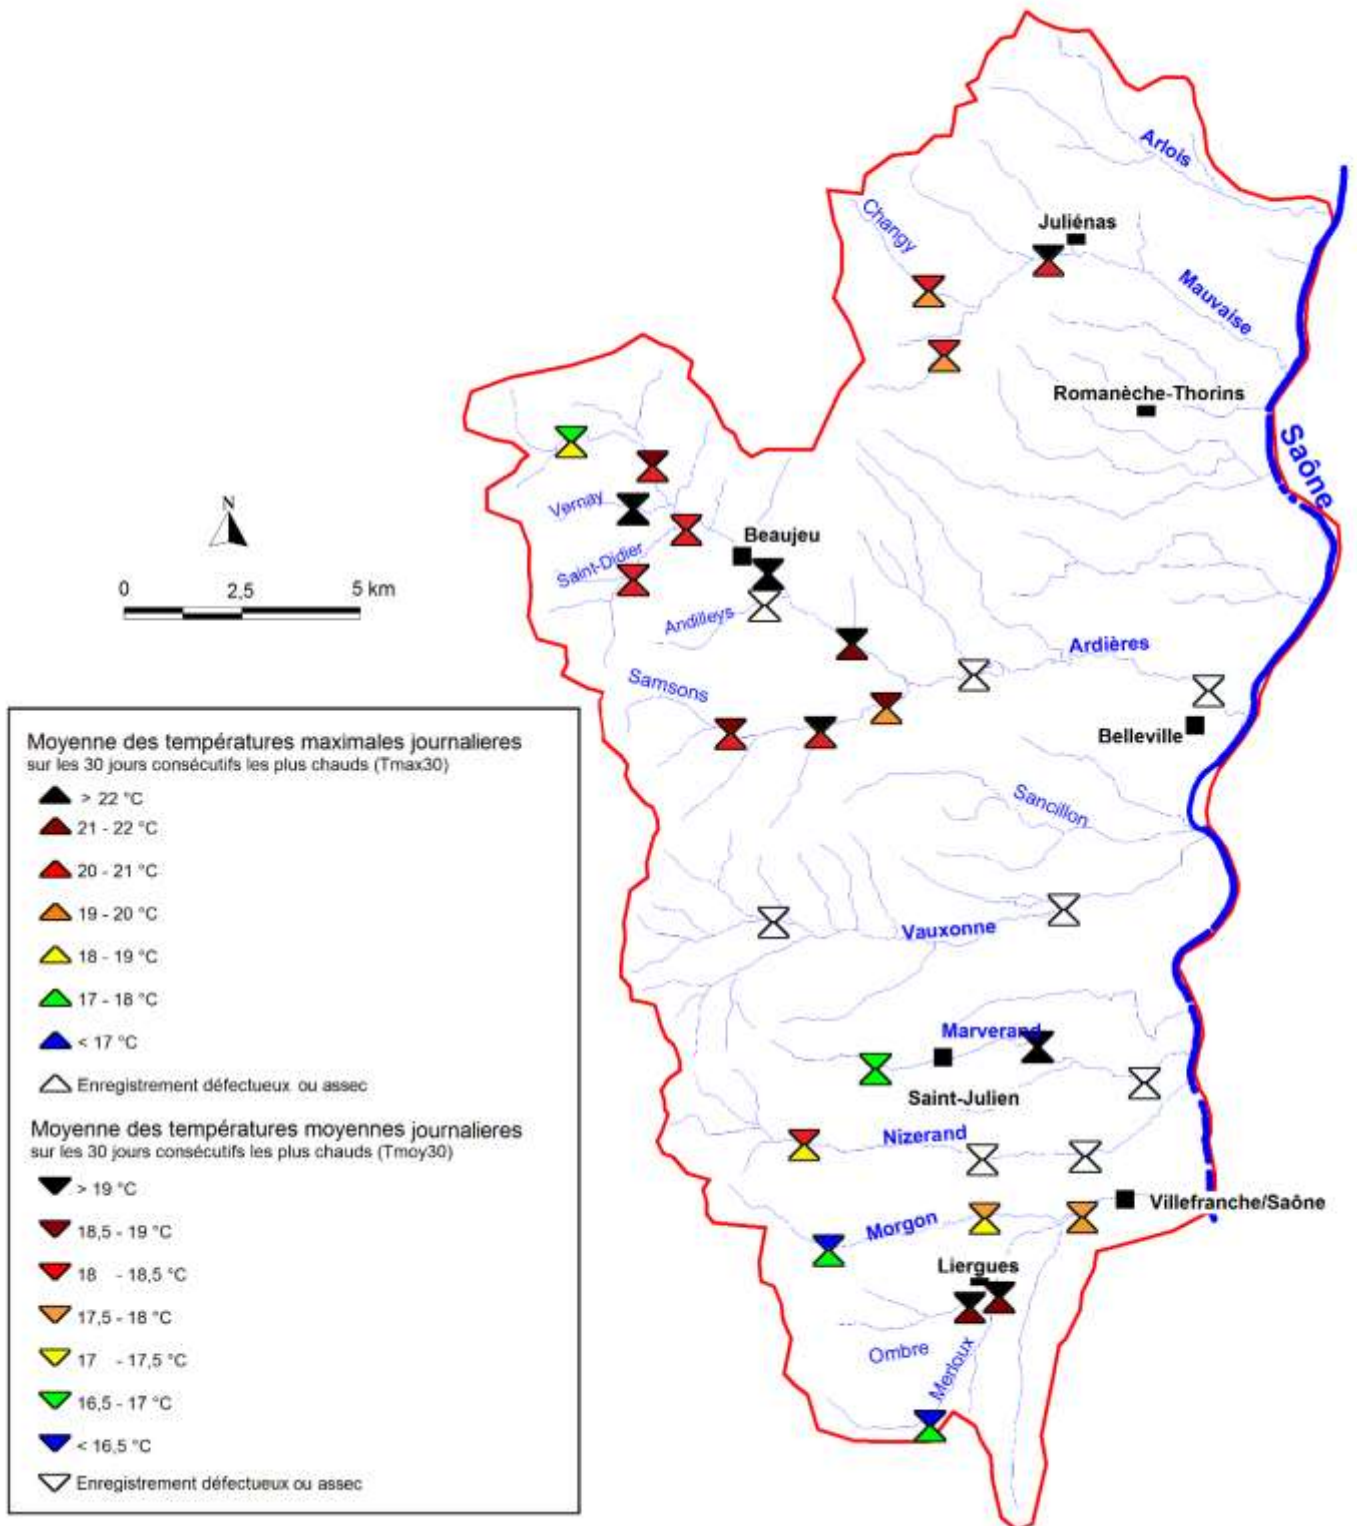 Arlois
Changy
Juliénas
Mauvaise
Romanèche-Thorins
Saône
N
0
2,5
5 km
Vernay
Beaujeu
Saint-Didier
Andilleys
Ardières
Samsons
Belleville
Sancillon
Vauxonne
Marverand
Saint-Julien
Nizerand
Villefranche/Saône
Morgon
Liergues
Ombre
Merloux
Moyenne des températures maximales journalieres
sur les 30 jours consécutifs les plus chauds (Tmax30)
> 22 °C
21 - 22 °C
20 - 21 °C
19 - 20 °C
18 - 19 °C
17 - 18 °C
< 17 °C
Enregistrement défectueux ou assec
Moyenne des températures moyennes journalieres
sur les 30 jours consécutifs les plus chauds (Tmoy30)
> 19 °C
18,5 - 19 °C
18 - 18,5 °C
17,5 - 18 °C
17 - 17,5 °C
16,5 - 17 °C
< 16,5 °C
Enregistrement défectueux ou assec